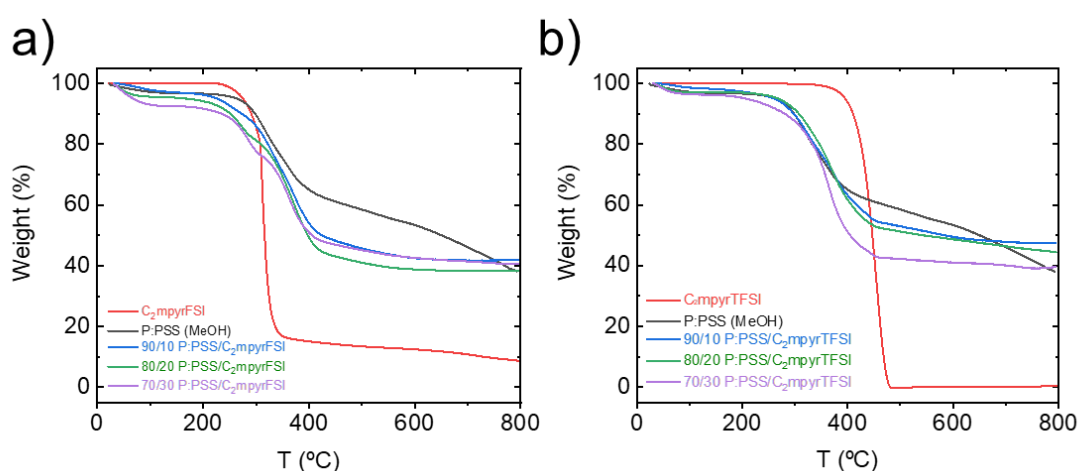 a)
100
80
60
40
20
0
Weight (%)
C₂mpyrFSI
P:PSS (MeOH)
90/10 P:PSS/C₂mpyrFSI
80/20 P:PSS/C₂mpyrFSI
70/30 P:PSS/C₂mpyrFSI
0 200 400 600 800
T (ºC)
b)
100
80
60
40
20
0
Weight (%)
C₂mpyrTFSI
P:PSS (MeOH)
90/10 P:PSS/C₂mpyrTFSI
80/20 P:PSS/C₂mpyrTFSI
70/30 P:PSS/C₂mpyrTFSI
0 200 400 600 800
T (ºC)